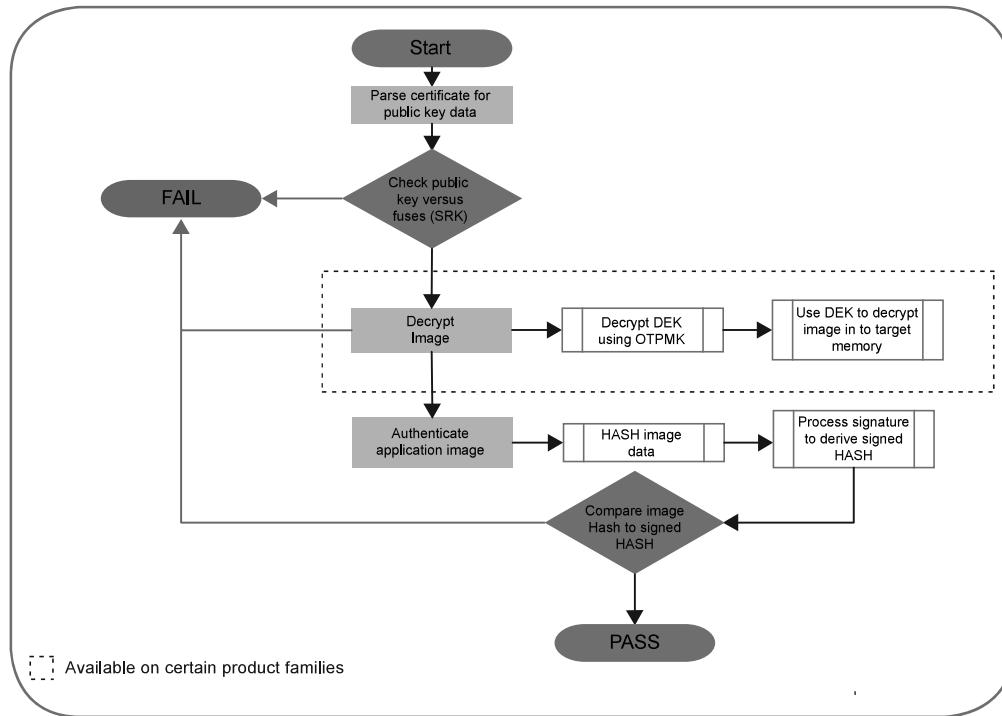 Start
Parse certificate for
public key data
Check public
key versus
fuses (SRK)
FAIL
Decrypt
Image
Decrypt DEK
using OTPMK
Use DEK to decrypt
image in to target
memory
Authenticate
application image
HASH image
data
Process signature
to derive signed
HASH
Compare image
Hash to signed
HASH
PASS
Available on certain product families